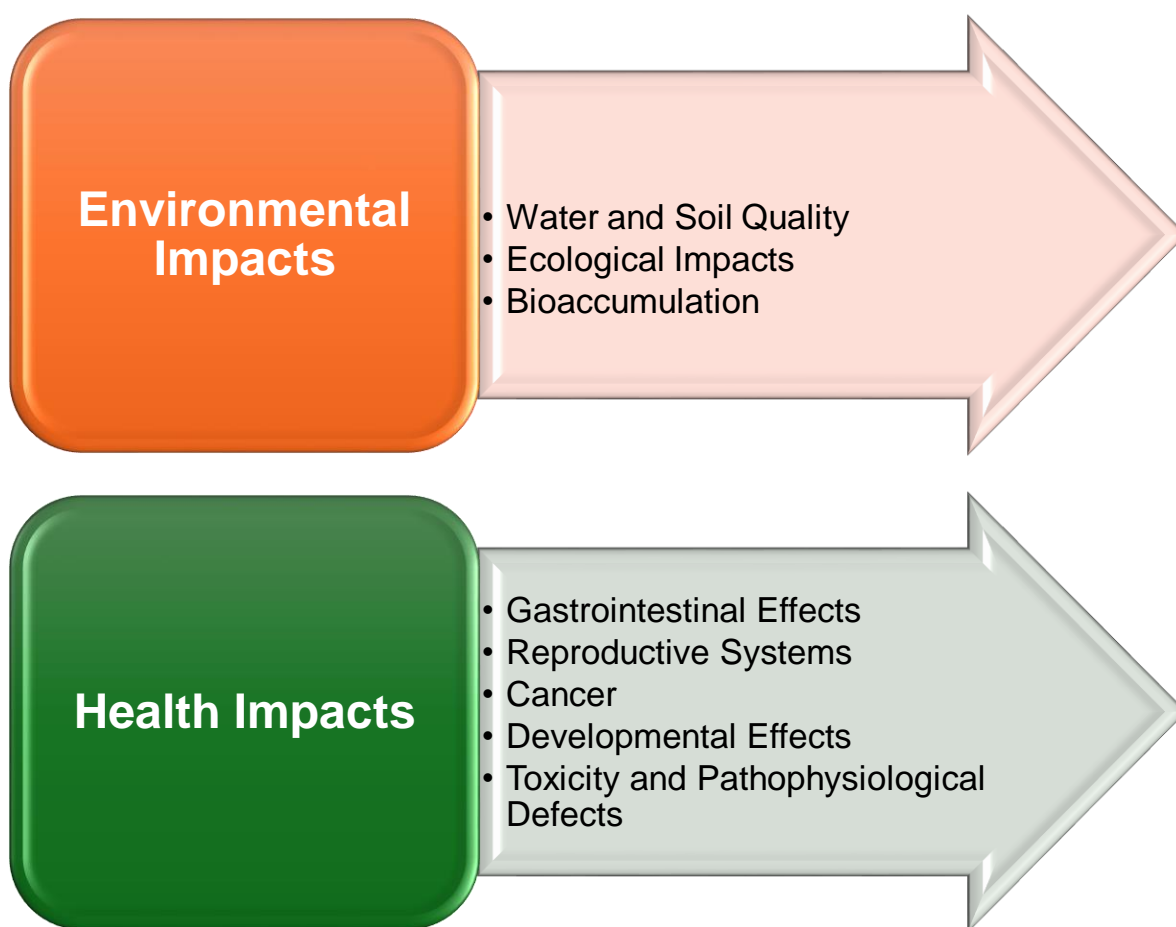 Environmental
Impacts
• Water and Soil Quality
• Ecological Impacts
• Bioaccumulation
Health Impacts
• Gastrointestinal Effects
• Reproductive Systems
• Cancer
• Developmental Effects
• Toxicity and Pathophysiological
Defects